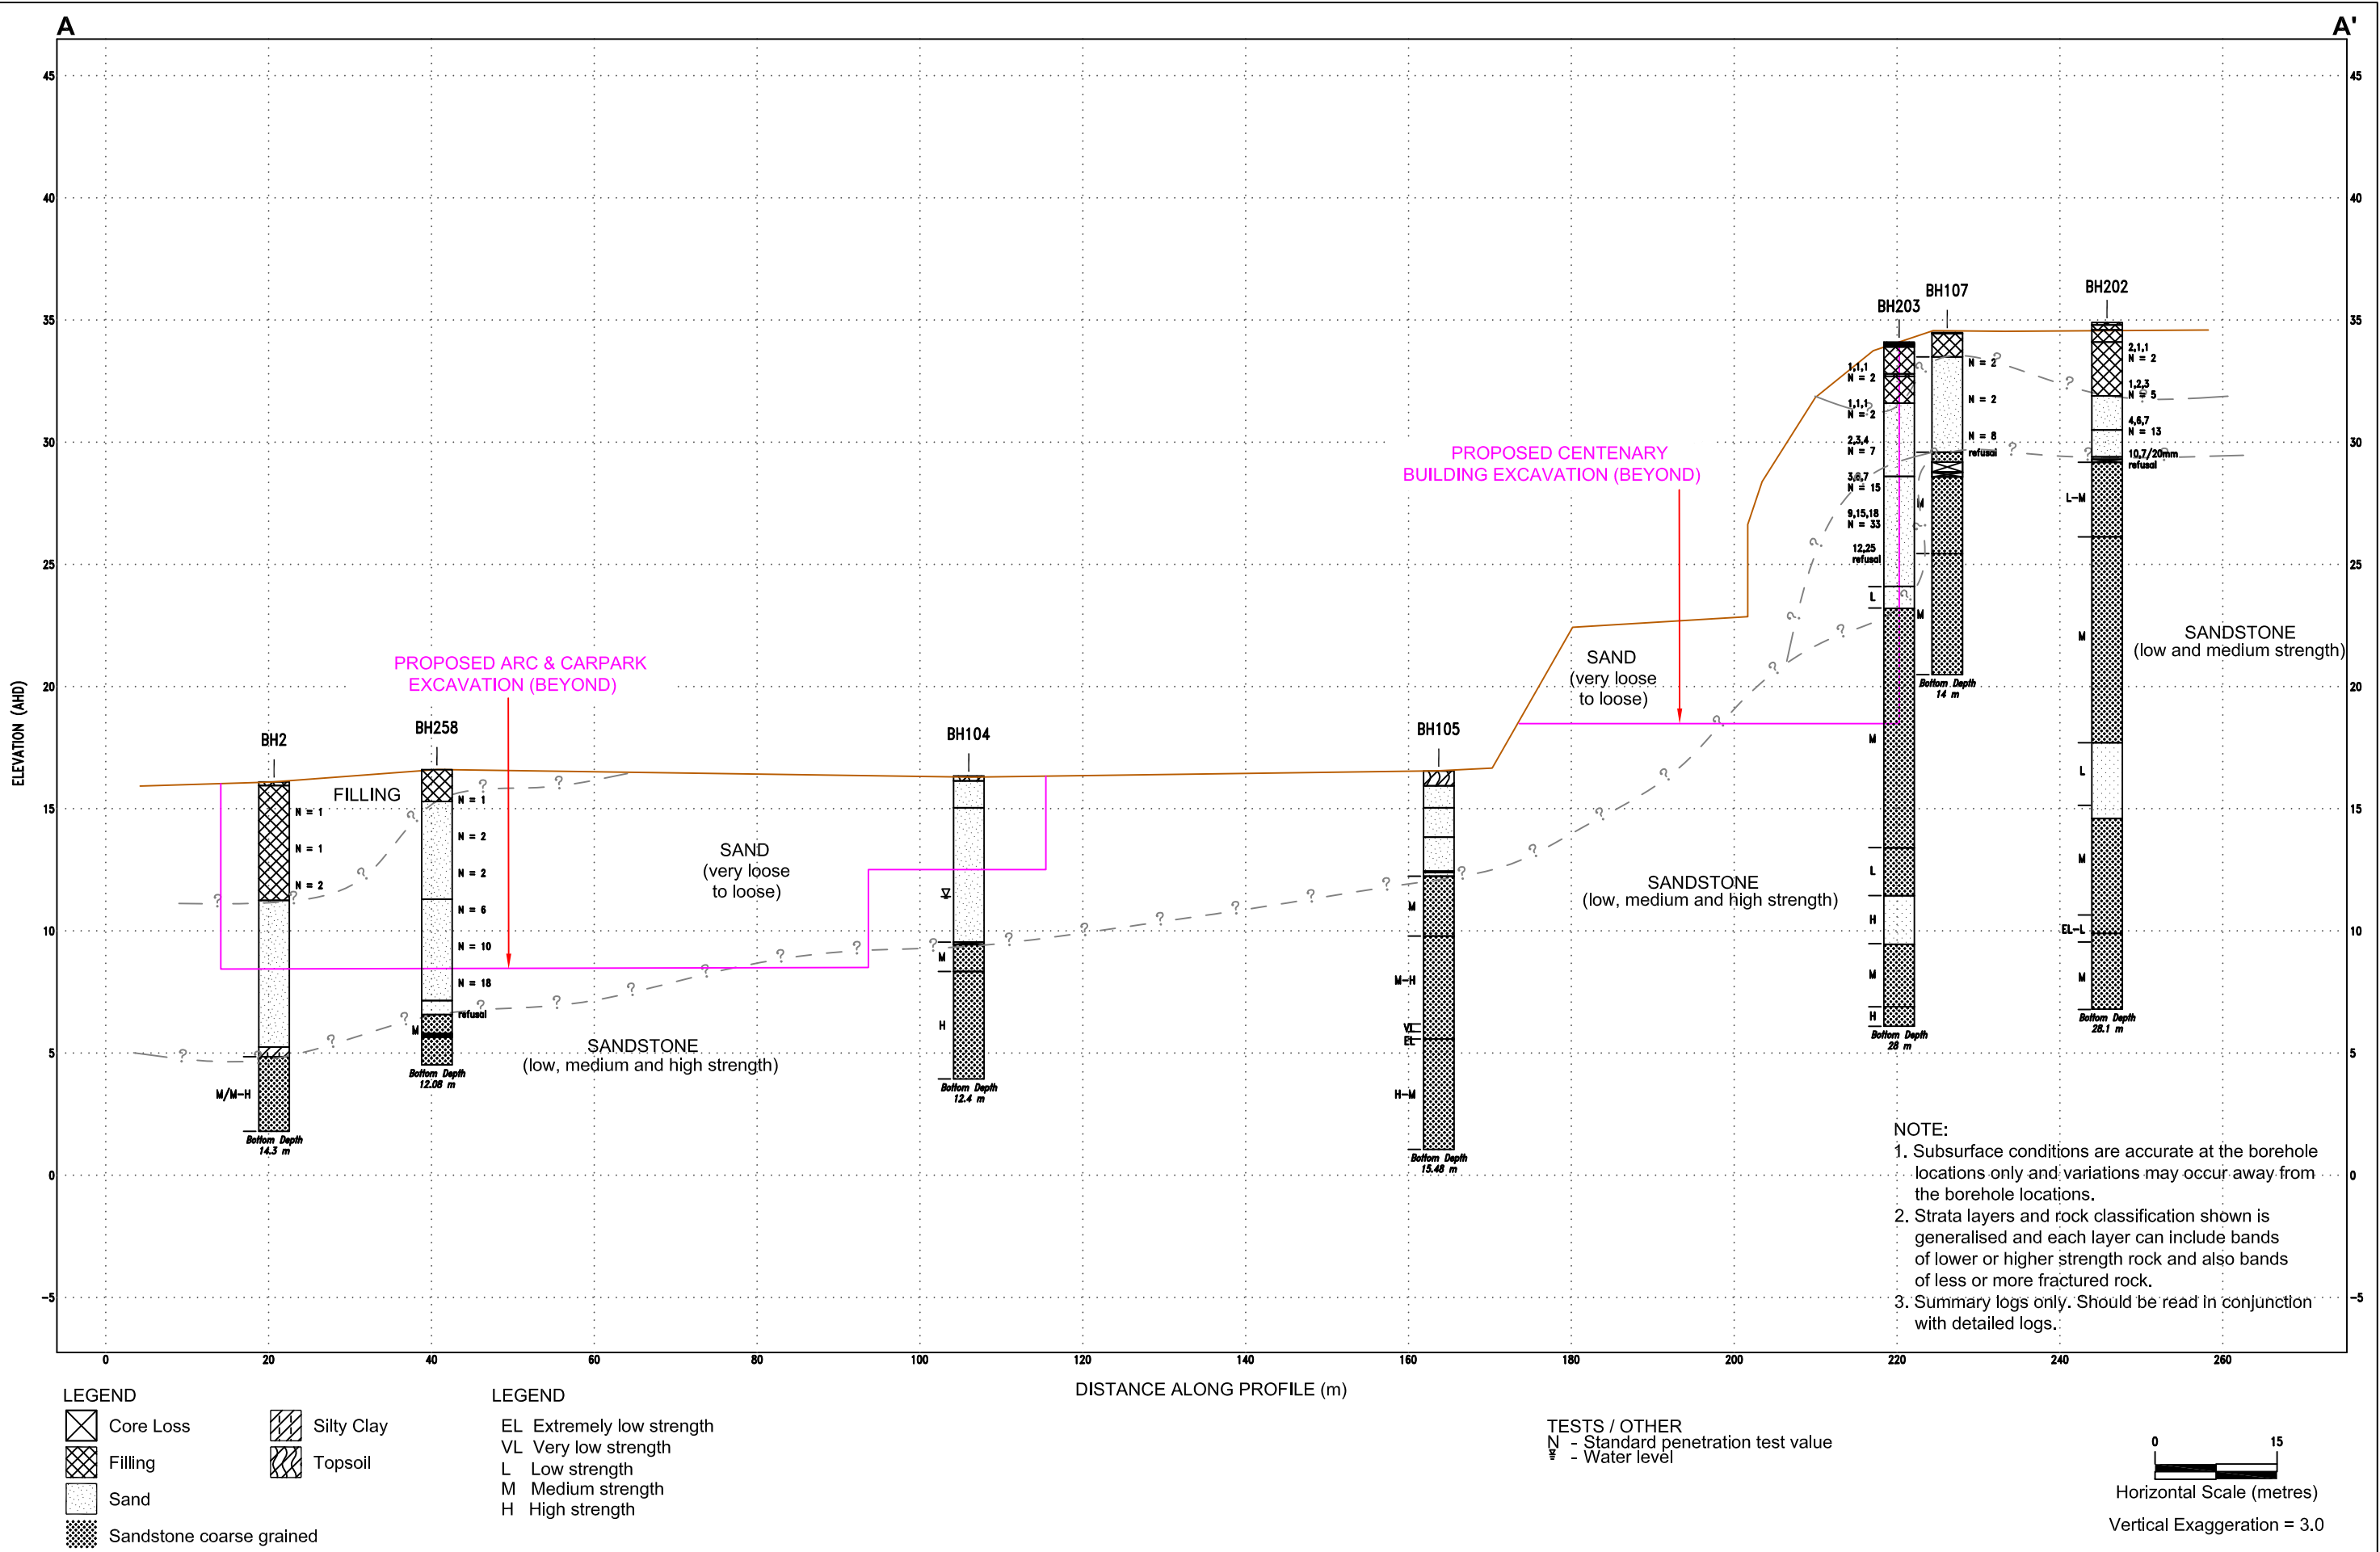 A
A'
45
45
40
40
35
35
30
30
25
25
20
20
15
15
10
10
5
5
0
0
-5
-5
ELEVATION (AHD)
BH2
N = 1
N = 1
N = 2
M/M-H
Bottom Depth
14.3 m
FILLING
BH258
N = 1
N = 2
N = 2
N = 6
N = 10
N = 18
refusal
M
Bottom Depth
12.08 m
PROPOSED ARC & CARPARK
EXCAVATION (BEYOND)
SAND
(very loose
to loose)
SANDSTONE
(low, medium and high strength)
BH104
M
H
Bottom Depth
12.4 m
BH105
M
M-H
VL
EL
H-M
Bottom Depth
15.48 m
PROPOSED CENTENARY
BUILDING EXCAVATION (BEYOND)
SAND
(very loose
to loose)
SANDSTONE
(low, medium and high strength)
BH203
1,1,1
N = 2
1,1,1
N = 2
2,3,4
N = 7
N = 15
9,15,18
N = 33
12,25
refusal
L
M
L
H
M
H
Bottom Depth
28 m
BH107
N = 2
N = 2
N = 8
refusal
M
M
Bottom Depth
14 m
BH202
2,1,1
N = 2
1,2,3
N = 5
4,6,7
N = 13
10,7/20mm
refusal
L-M
M
L
M
EL-L
M
Bottom Depth
28.1 m
SANDSTONE
(low and medium strength)
NOTE:
1. Subsurface conditions are accurate at the borehole
locations only and variations may occur away from
the borehole locations.
2. Strata layers and rock classification shown is
generalised and each layer can include bands
of lower or higher strength rock and also bands
of less or more fractured rock.
3. Summary logs only. Should be read in conjunction
with detailed logs.
0 20 40 60 80 100 120 140 160 180 200 220 240 260
DISTANCE ALONG PROFILE (m)
LEGEND
Core Loss
Filling
Sand
Sandstone coarse grained
Silty Clay
Topsoil
LEGEND
EL Extremely low strength
VL Very low strength
L Low strength
M Medium strength
H High strength
TESTS / OTHER
N - Standard penetration test value
- Water level
0 15
Horizontal Scale (metres)
Vertical Exaggeration = 3.0